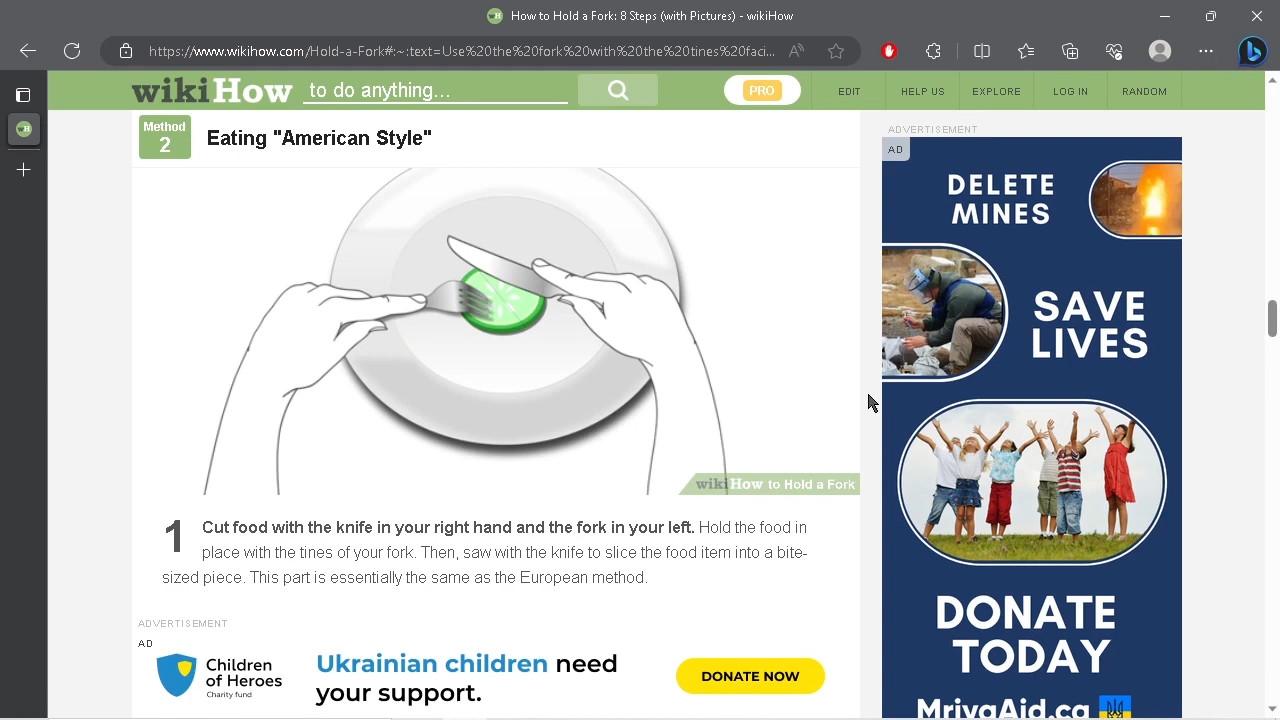 How to Hold a Fork: 8 Steps (with Pictures) - wikiHow
https://www.wikihow.com/Hold-a-Fork#:~:text=Use%20the%20fork%20with%20the%20tines%20faci...
wikiHow to do anything...
PRO
EDIT
HELP US
EXPLORE
LOG IN
RANDOM
Method
2
Eating "American Style"
wikiHow to Hold a Fork
1 Cut food with the knife in your right hand and the fork in your left. Hold the food in
place with the tines of your fork. Then, saw with the knife to slice the food item into a bite-
sized piece. This part is essentially the same as the European method.
ADVERTISEMENT
AD
Children
of Heroes
Charity fund
Ukrainian children need
your support.
DONATE NOW
ADVERTISEMENT
AD
DELETE
MINES
SAVE
LIVES
DONATE
TODAY
MriyaAid.ca